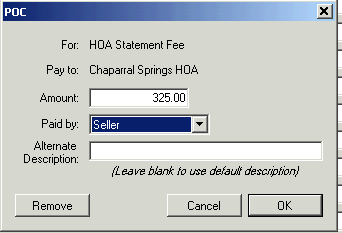 POC
For: HOA Statement Fee
Pay to: Chaparral Springs HOA
Amount: 325.00
Paid by: Seller
Alternate
Description:
(Leave blank to use default description)
Remove Cancel OK